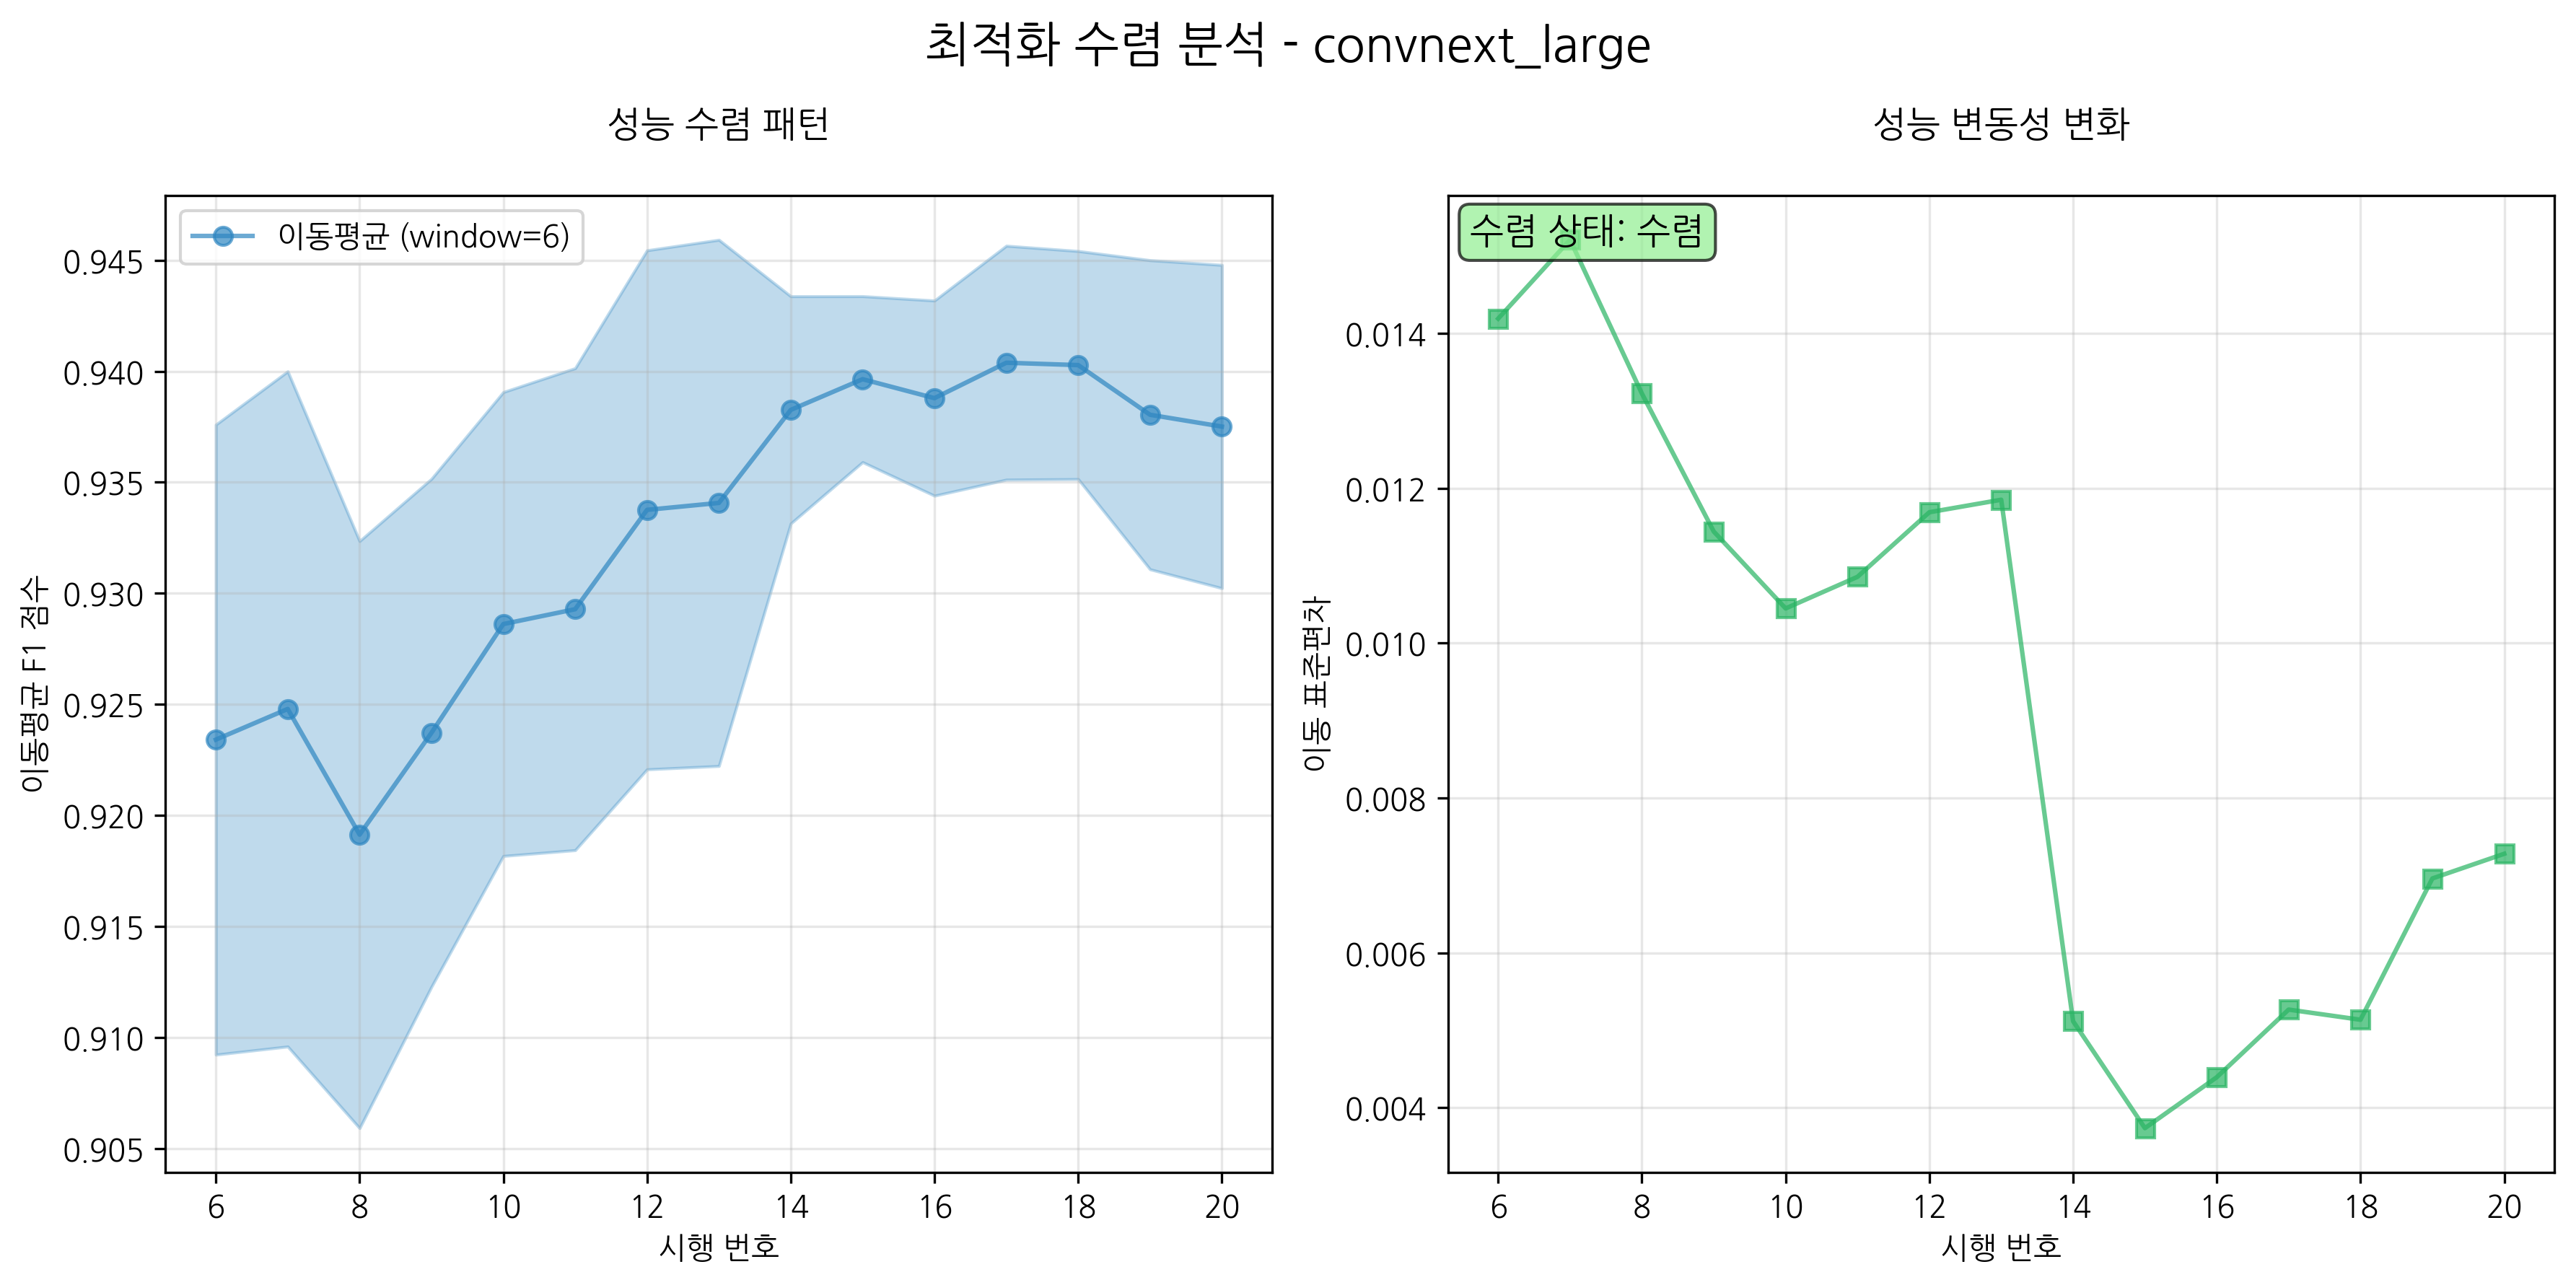 최적화 수렴 분석 - convnext_large
성능 수렴 패턴
이동평균 (window=6)
0.945
0.940
0.935
0.930
0.925
0.920
0.915
0.910
0.905
이동평균 F1 점수
6 8 10 12 14 16 18 20
시행 번호
성능 변동성 변화
수렴 상태: 수렴
0.014
0.012
0.010
0.008
0.006
0.004
이동 표준편차
6 8 10 12 14 16 18 20
시행 번호